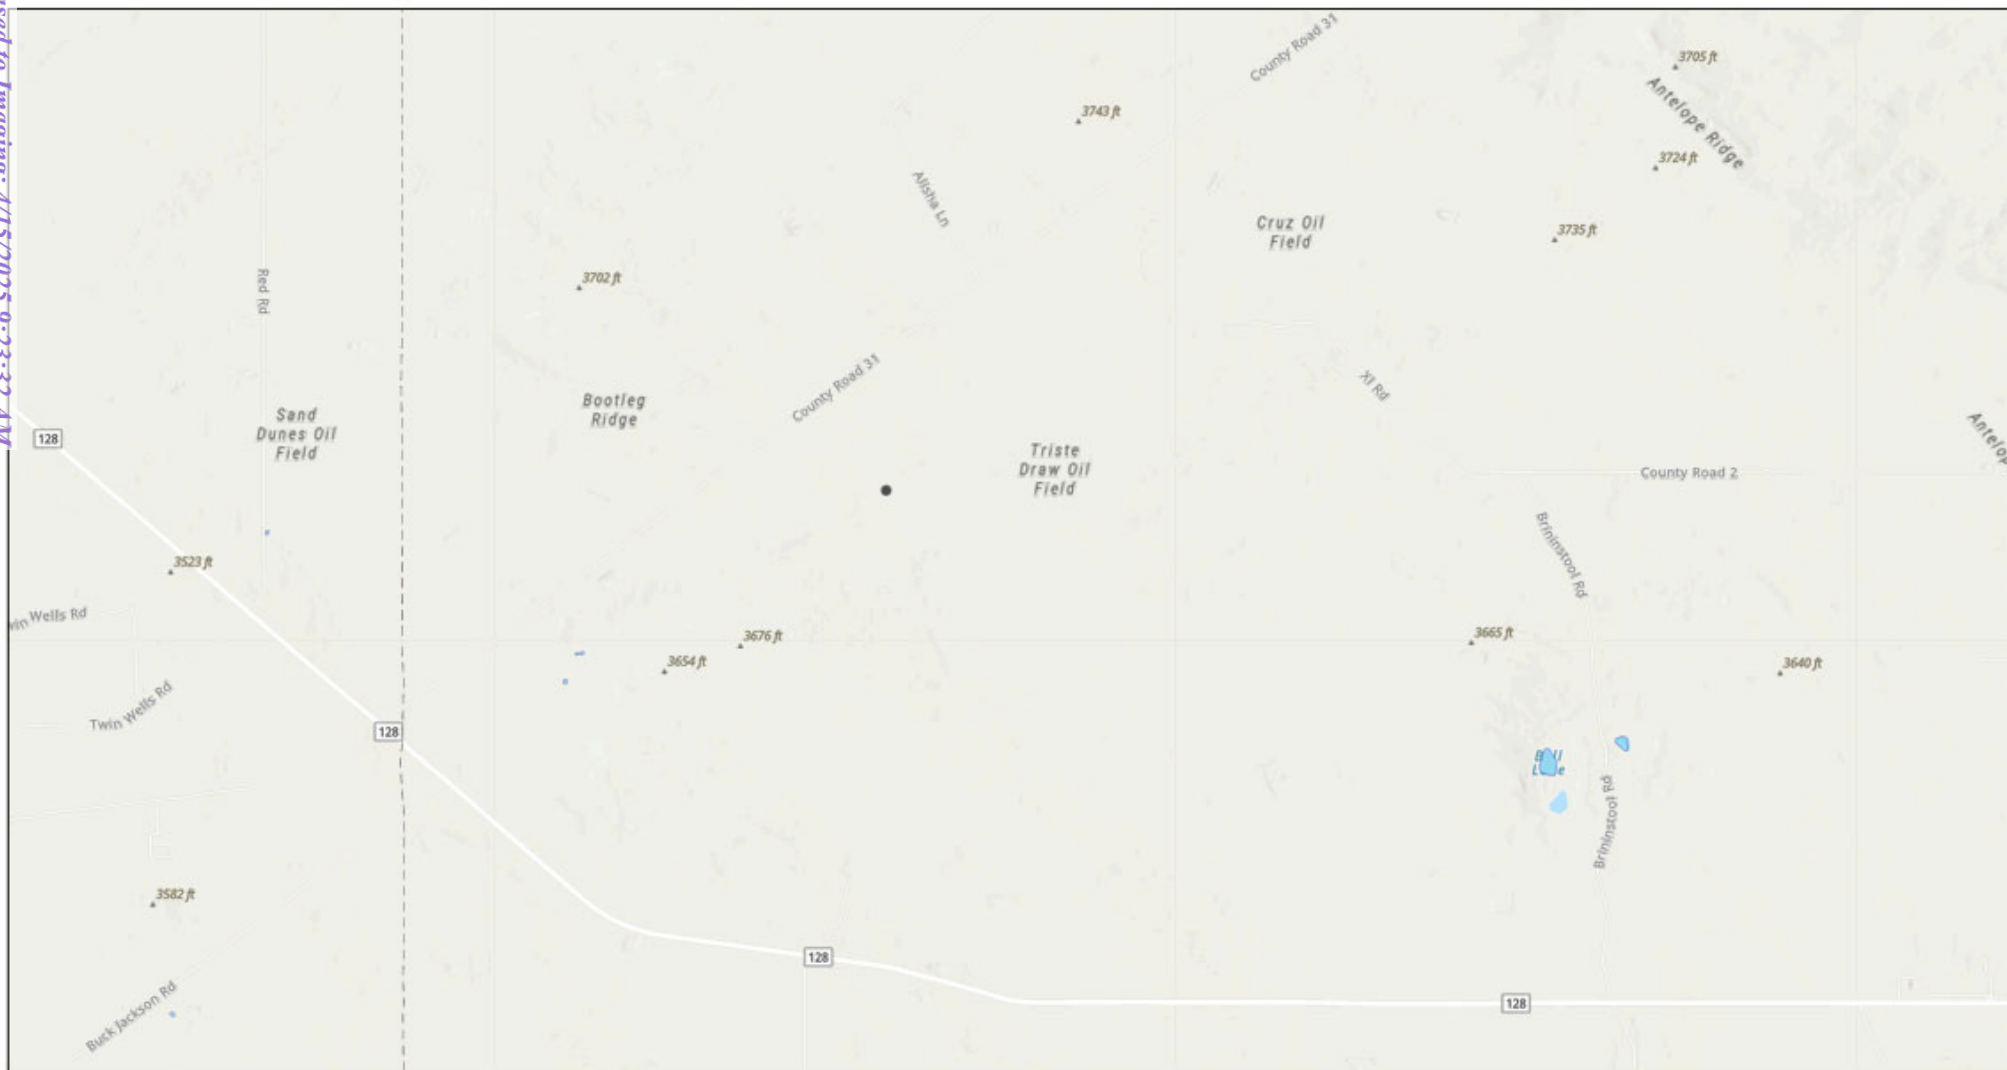 County Road 31
3705 ft
Antelope Ridge
3743 ft
3724 ft
Alisha Ln
Cruz Oil
Field
3735 ft
Red Rd
3702 ft
County Road 31
Xl Rd
Bootleg
Ridge
Sand
Dunes Oil
Field
128
Triste
Draw Oil
Field
County Road 2
Brininstool Rd
3523 ft
Wells Rd
3676 ft
3654 ft
3665 ft
3640 ft
Twin Wells Rd
128
Brininstool Rd
3582 ft
128
128
Buck Jackson Rd